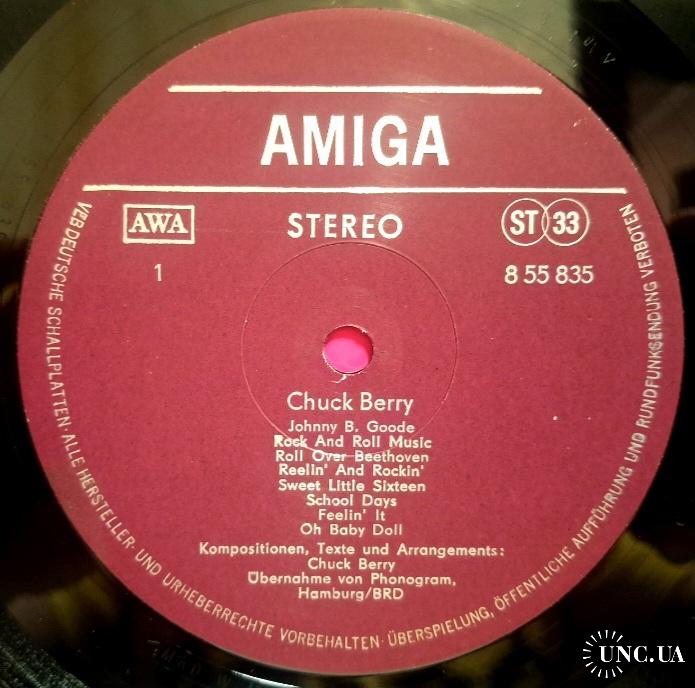 AMIGA
AWA
STEREO
ST 33
1
8 55 835
Chuck Berry
Johnny B. Goode
Rock And Roll Music
Roll Over Beethoven
Reelin' And Rockin'
Sweet Little Sixteen
School Days
Feelin' It
Oh Baby Doll
Kompositionen, Texte und Arrangements:
Chuck Berry
Übernahme von Phonogram,
Hamburg/BRD
VEB DEUTSCHE SCHALLPLATTEN · ALLE HERSTELLER- UND URHEBERRECHTE VORBEHALTEN · ÜBERSPIELUNG, ÖFFENTLICHE AUFFÜHRUNG UND RUNDFUNKSENDUNG VERBOTEN
UNC.UA